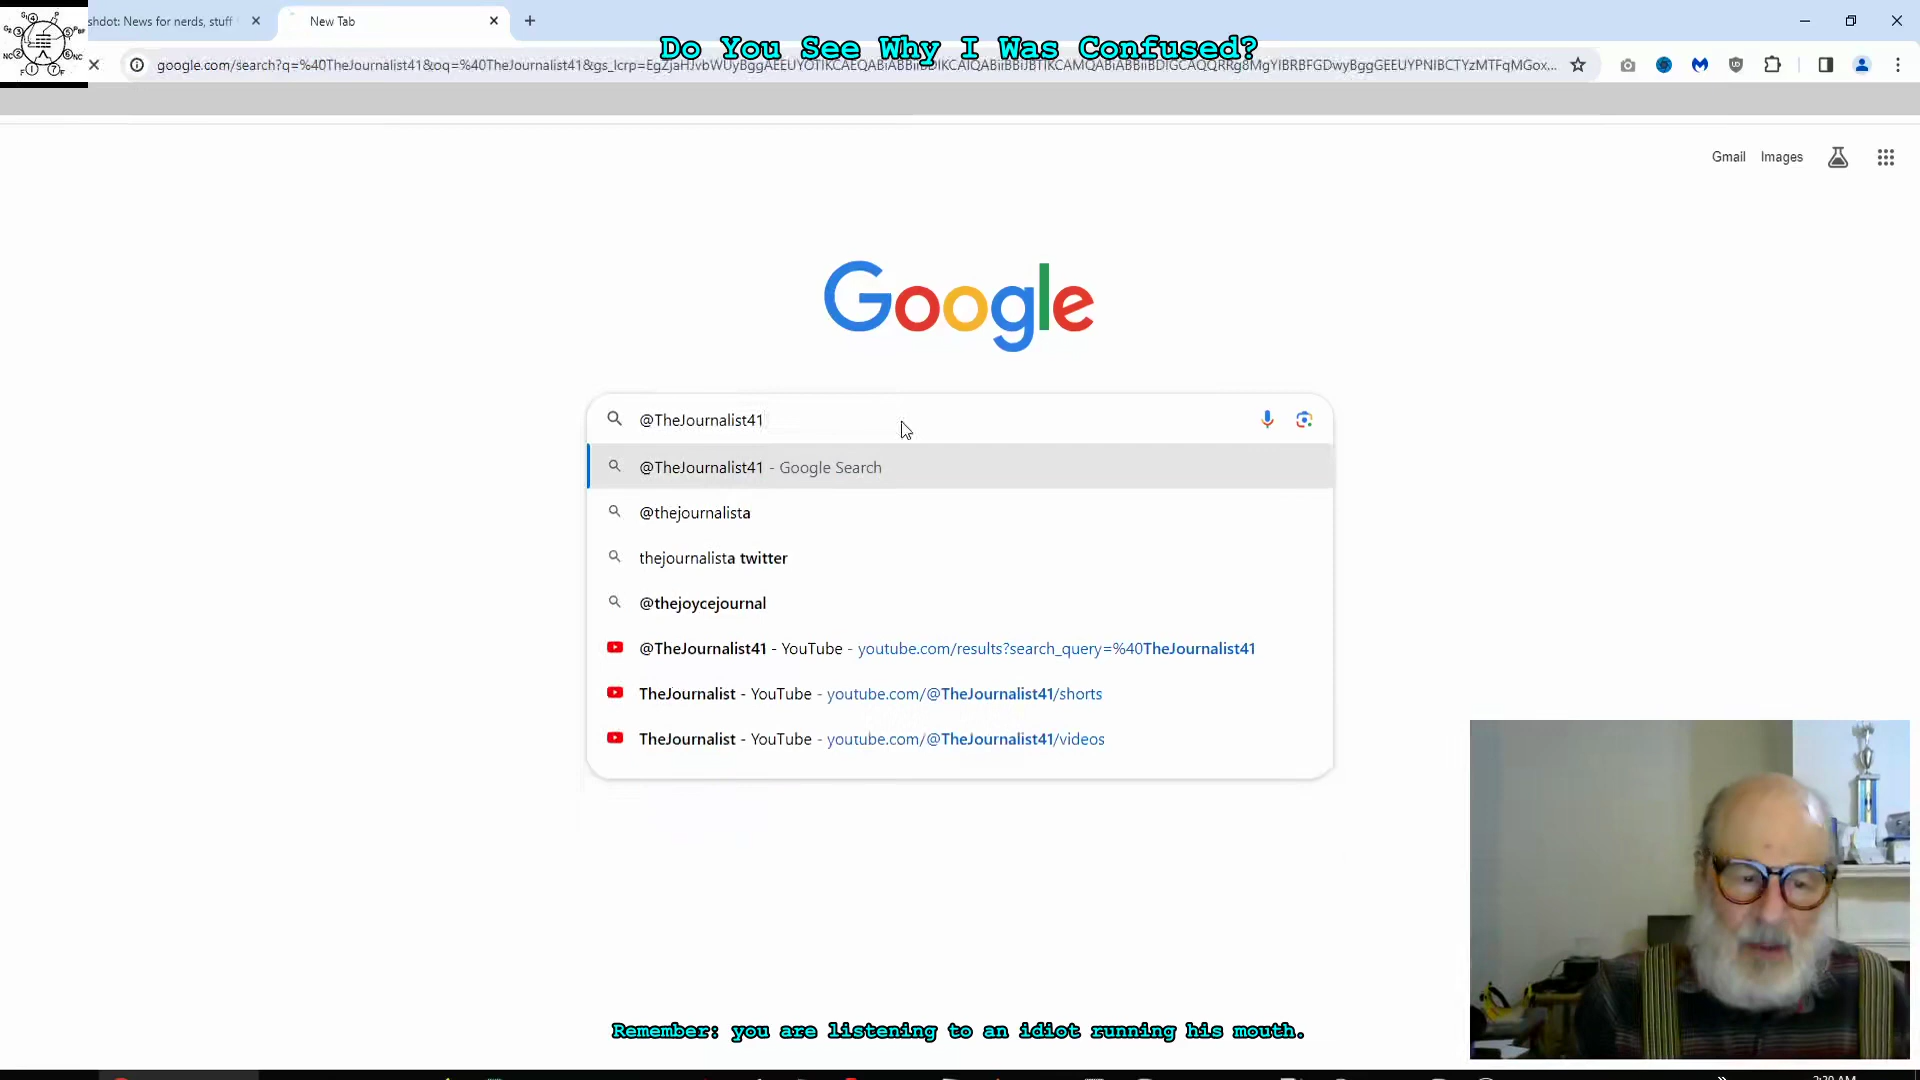 shdot: News for nerds, stuff
New Tab
Do You See Why I Was Confused?
Gmail Images
Google
@TheJournalist41
@TheJournalist41 - Google Search
@thejournalista
thejournalista twitter
@thejoycejournal
@TheJournalist41 - YouTube - youtube.com/results?search_query=%40TheJournalist41
TheJournalist - YouTube - youtube.com/@TheJournalist41/shorts
TheJournalist - YouTube - youtube.com/@TheJournalist41/videos
Remember: you are listening to an idiot running his mouth.